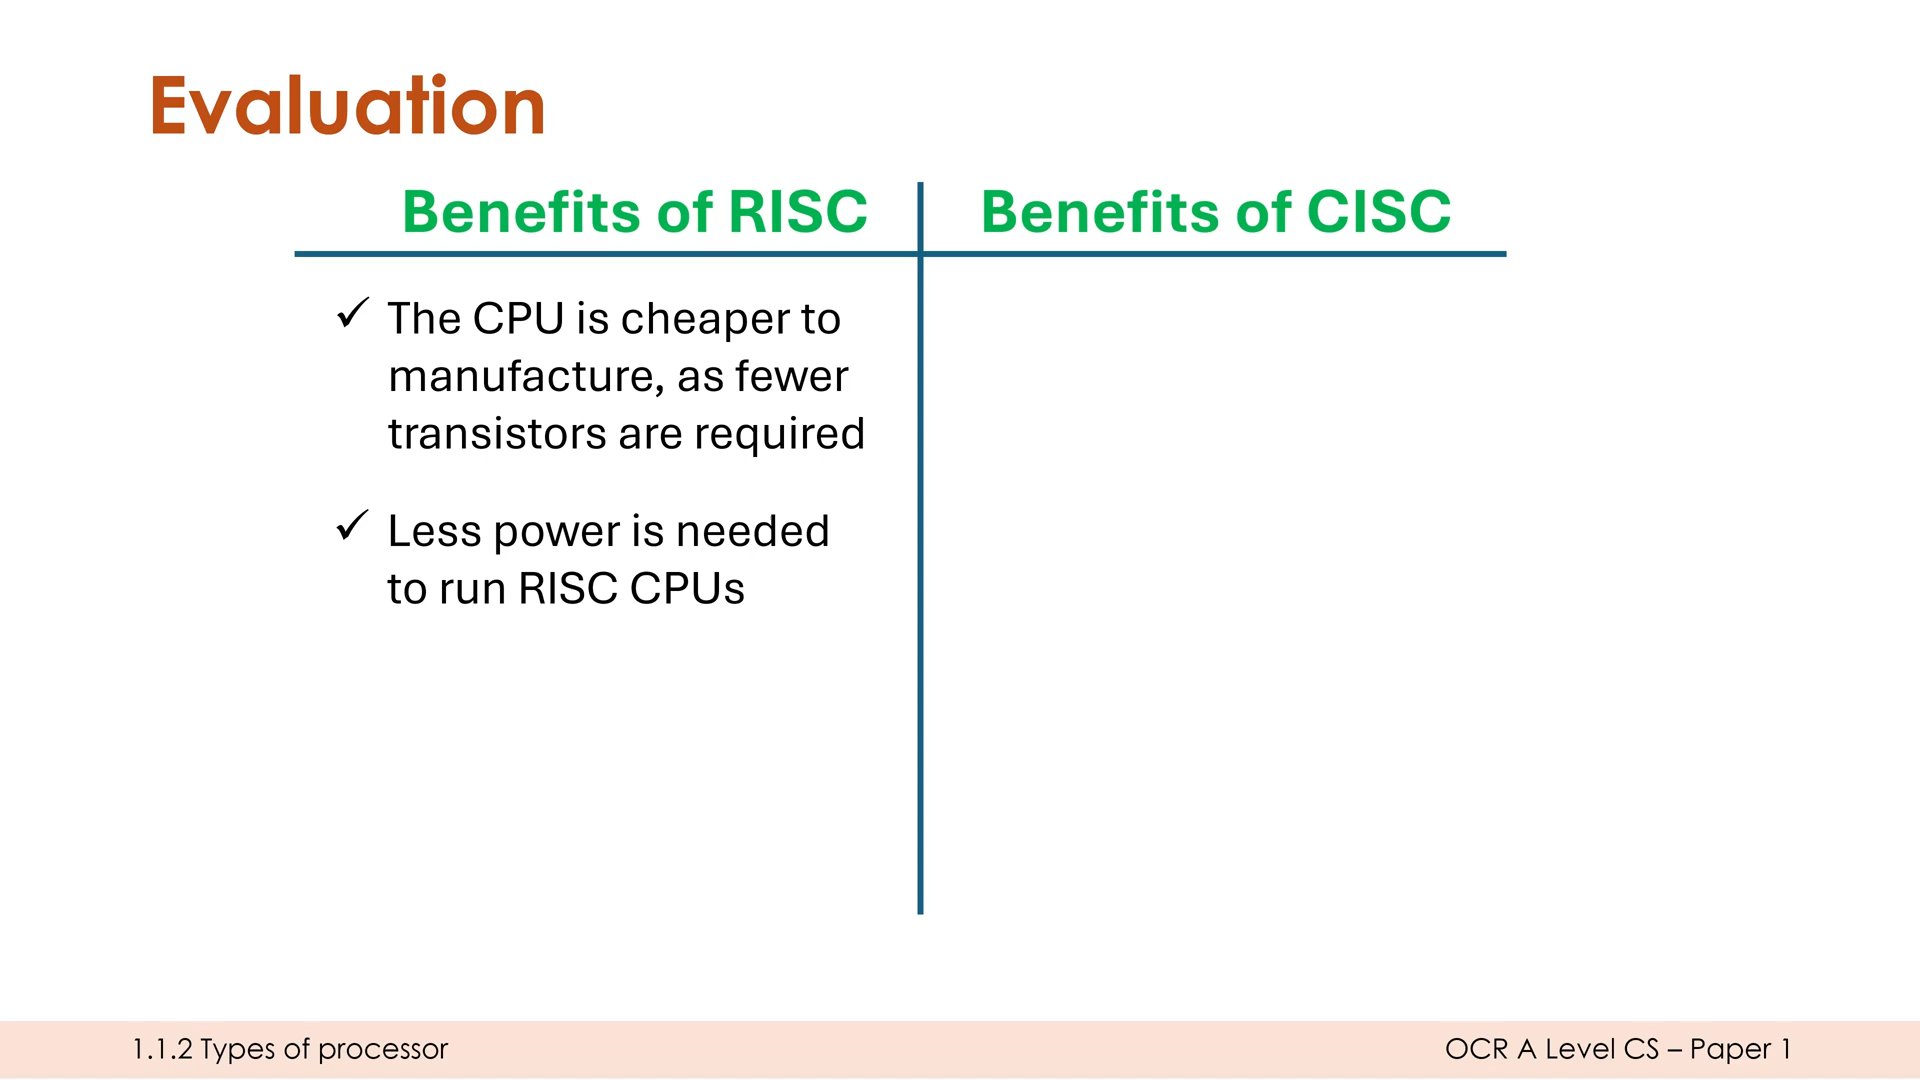 Evaluation
Benefits of RISC
Benefits of CISC
✓ The CPU is cheaper to
manufacture, as fewer
transistors are required
✓ Less power is needed
to run RISC CPUs
1.1.2 Types of processor
OCR A Level CS – Paper 1